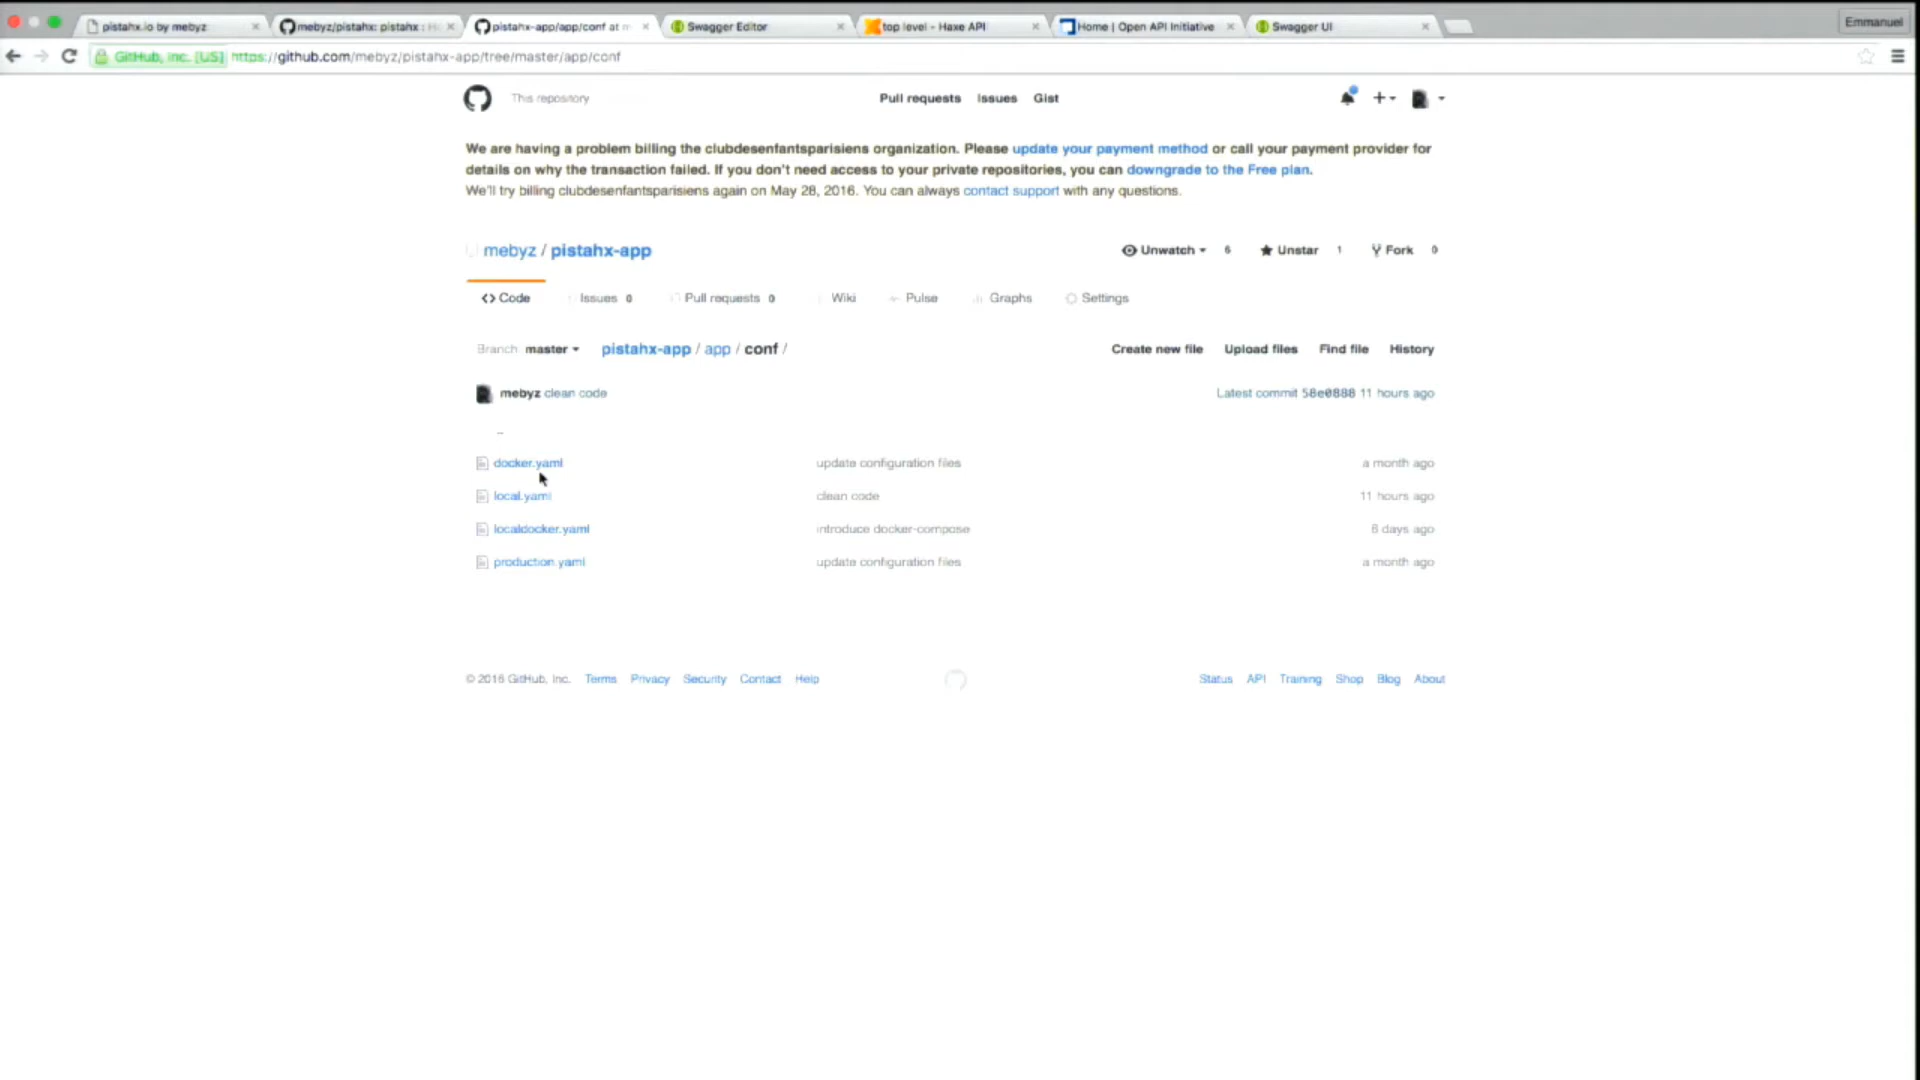 pistahx.io by mebyz
mebyz/pistahx: pistahx : H
pistahx-app/app/conf at m
Swagger Editor
top level - Haxe API
Home | Open API Initiative
Swagger UI
Emmanuel
GitHub, Inc. [US] https://github.com/mebyz/pistahx-app/tree/master/app/conf
This repository
Pull requests Issues Gist
We are having a problem billing the clubdesenfantsparisiens organization. Please update your payment method or call your payment provider for
details on why the transaction failed. If you don't need access to your private repositories, you can downgrade to the Free plan.
We'll try billing clubdesenfantsparisiens again on May 28, 2016. You can always contact support with any questions.
mebyz / pistahx-app
Unwatch 6 Unstar 1 Fork 0
Code Issues 0 Pull requests 0 Wiki Pulse Graphs Settings
Branch master pistahx-app / app / conf /
Create new file Upload files Find file History
mebyz clean code
Latest commit 58e0888 11 hours ago
..
docker.yaml update configuration files a month ago
local.yaml clean code 11 hours ago
localdocker.yaml introduce docker-compose 6 days ago
production.yaml update configuration files a month ago
© 2016 GitHub, Inc. Terms Privacy Security Contact Help
Status API Training Shop Blog About